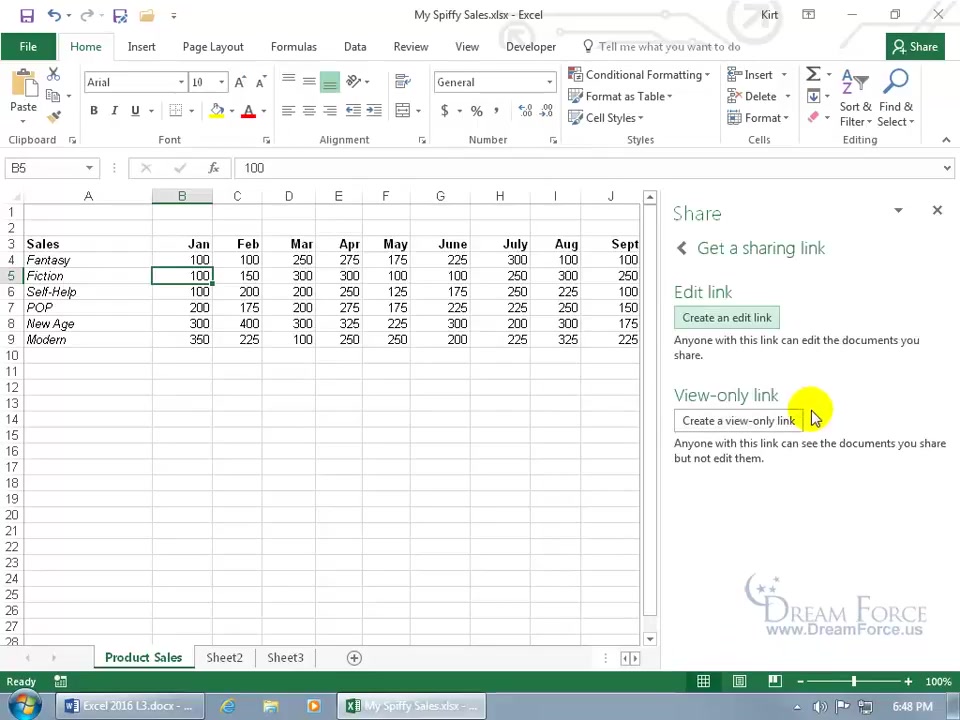 My Spiffy Sales.xlsx - Excel
Kirt
File Home Insert Page Layout Formulas Data Review View Developer Tell me what you want to do Share
Paste
Arial 10
General
Conditional Formatting
Format as Table
Cell Styles
Insert
Delete
Format
Sort & Filter
Find & Select
B I U
$ % ,
Clipboard Font Alignment Number Styles Cells Editing
B5 fx 100
A B C D E F G H I J
1
2
3 Sales Jan Feb Mar Apr May June July Aug Sept
4 Fantasy 100 100 250 275 175 225 300 100 100
5 Fiction 100 150 300 300 100 100 250 300 250
6 Self-Help 100 200 200 250 125 175 250 225 100
7 POP 200 175 200 275 175 225 225 250 150
8 New Age 300 400 300 325 225 300 200 300 175
9 Modern 350 225 100 250 250 200 225 325 225
10
11
12
13
14
15
16
17
18
19
20
21
22
23
24
25
26
27
28
Share
Get a sharing link
Edit link
Create an edit link
Anyone with this link can edit the documents you
share.
View-only link
Create a view-only link
Anyone with this link can see the documents you share
but not edit them.
DREAM FORCE
www.DreamForce.us
Product Sales Sheet2 Sheet3
Ready
100%
Excel 2016 L3.docx - ...
My Spiffy Sales.xlsx - ...
6:48 PM